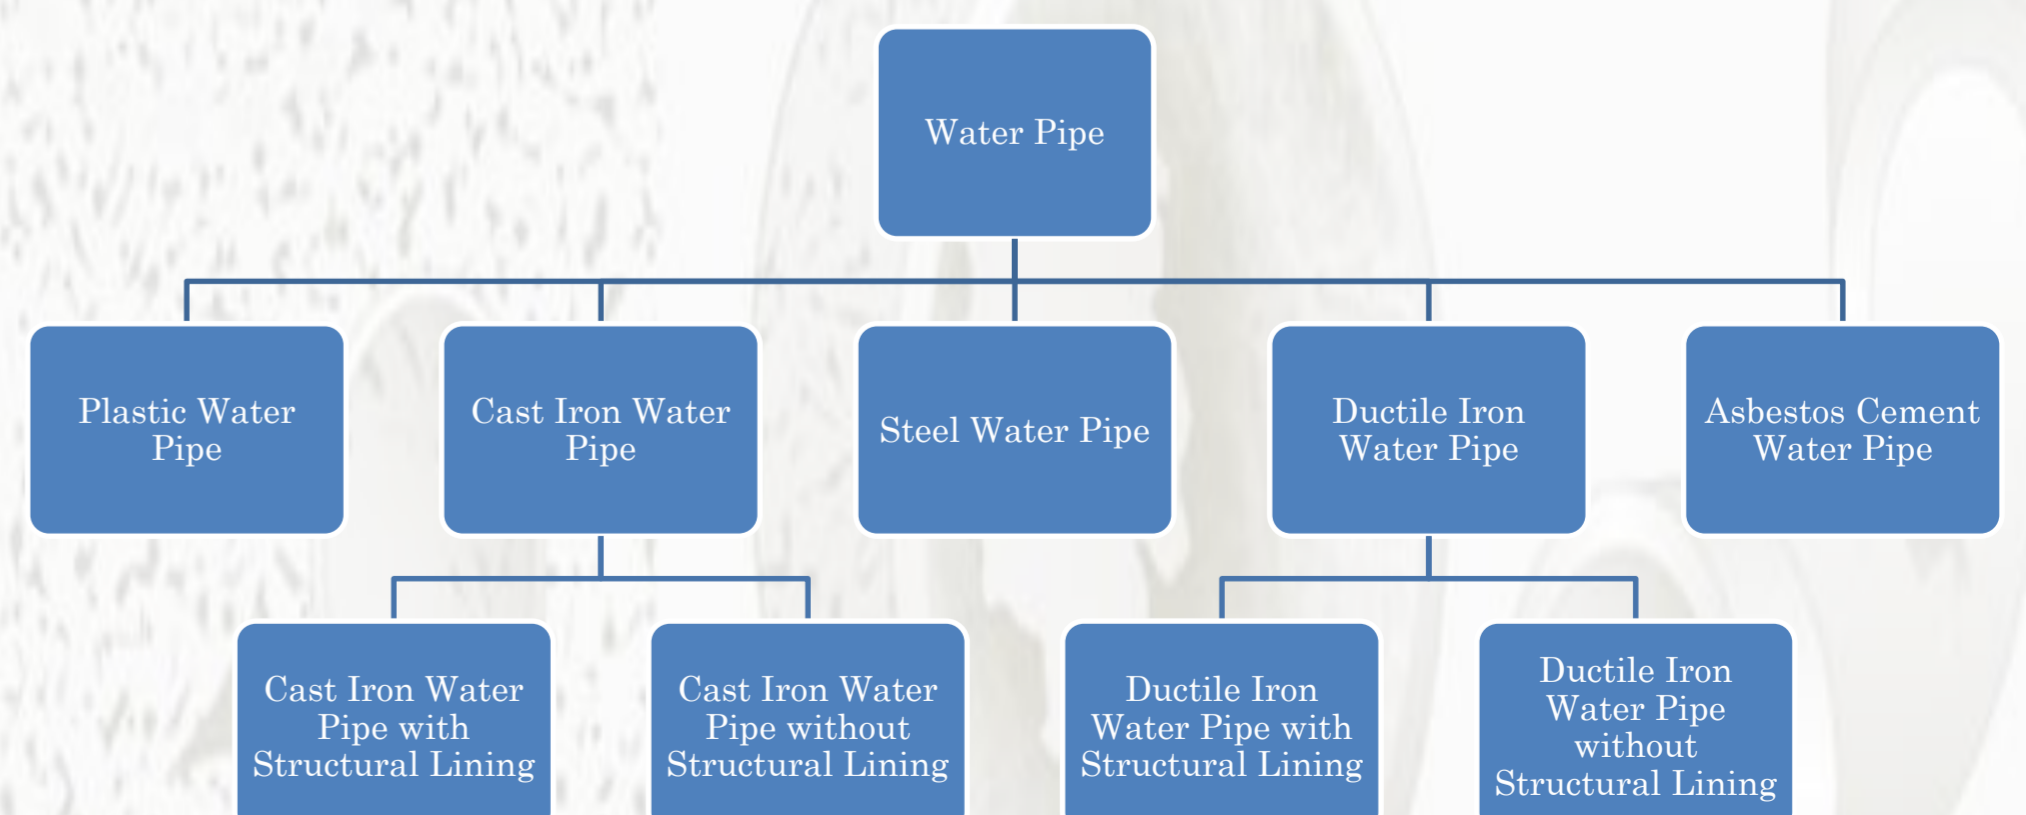 Water Pipe
Plastic Water
Pipe
Cast Iron Water
Pipe
Steel Water Pipe
Ductile Iron
Water Pipe
Asbestos Cement
Water Pipe
Cast Iron Water
Pipe with
Structural Lining
Cast Iron Water
Pipe without
Structural Lining
Ductile Iron
Water Pipe with
Structural Lining
Ductile Iron
Water Pipe
without
Structural Lining